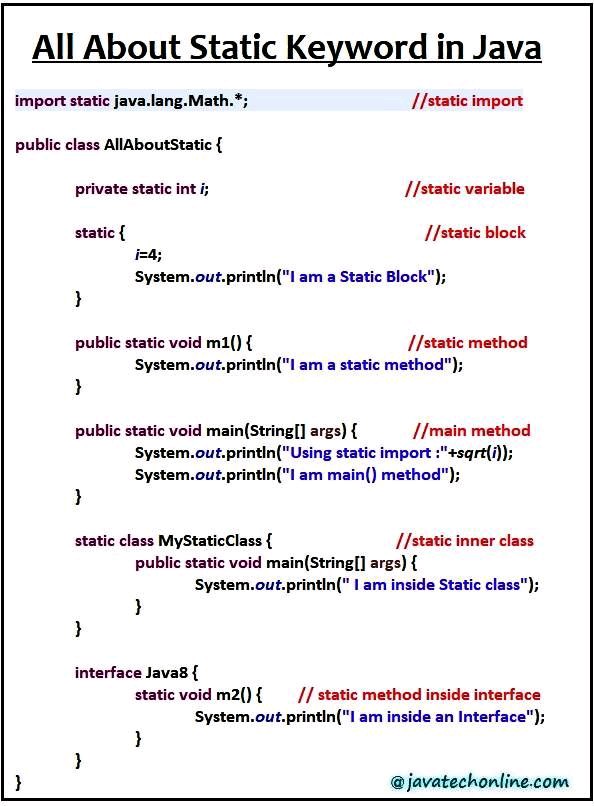 All About Static Keyword in Java
import static java.lang.Math.*; //static import
public class AllAboutStatic {
private static int i; //static variable
static { //static block
i=4;
System.out.println("I am a Static Block");
}
public static void m1() { //static method
System.out.println("I am a static method");
}
public static void main(String[] args) { //main method
System.out.println("Using static import :"+sqrt(i));
System.out.println("I am main() method");
}
static class MyStaticClass { //static inner class
public static void main(String[] args) {
System.out.println(" I am inside Static class");
}
}
interface Java8 {
static void m2() { // static method inside interface
System.out.println("I am inside an Interface");
}
}
}
@javatechonline.com